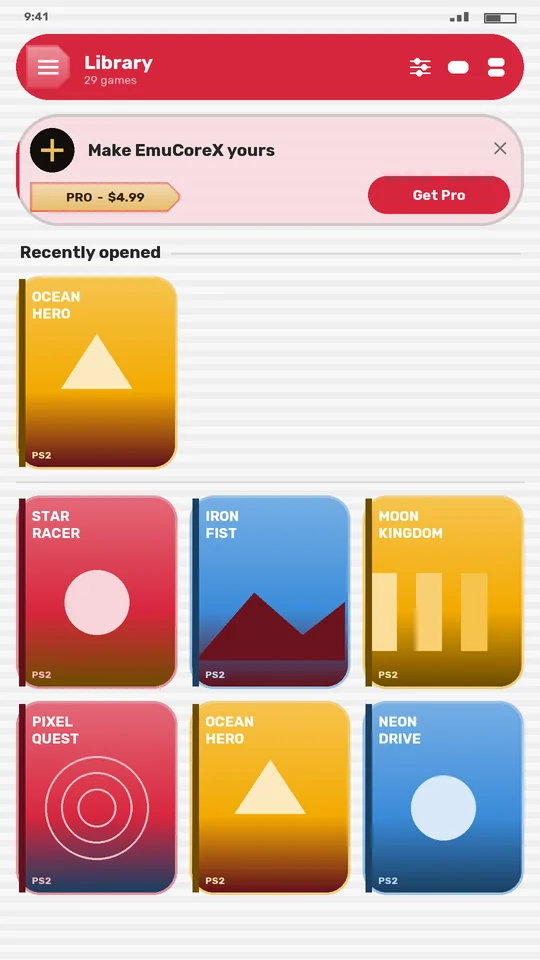 9:41
Library
29 games
Make EmuCoreX yours
PRO - $4.99
Get Pro
Recently opened
OCEAN
HERO
PS2
STAR
RACER
PS2
IRON
FIST
PS2
MOON
KINGDOM
PS2
PIXEL
QUEST
PS2
OCEAN
HERO
PS2
NEON
DRIVE
PS2